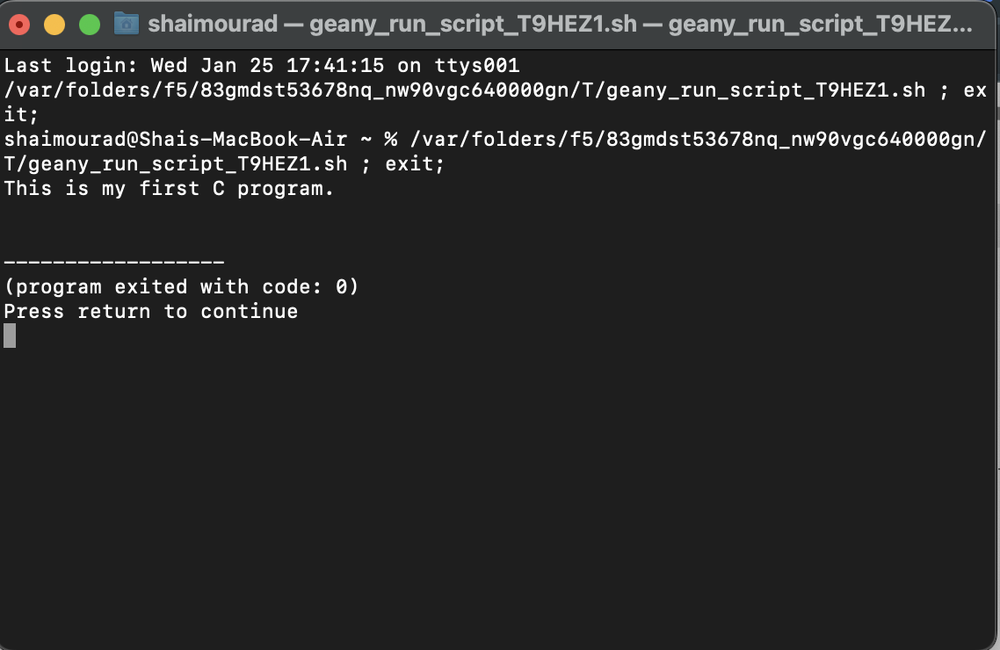 shaimourad — geany_run_script_T9HEZ1.sh — geany_run_script_T9HEZ...
Last login: Wed Jan 25 17:41:15 on ttys001
/var/folders/f5/83gmdst53678nq_nw90vgc640000gn/T/geany_run_script_T9HEZ1.sh ; ex
it;
shaimourad@Shais-MacBook-Air ~ % /var/folders/f5/83gmdst53678nq_nw90vgc640000gn/
T/geany_run_script_T9HEZ1.sh ; exit;
This is my first C program.
------------------
(program exited with code: 0)
Press return to continue